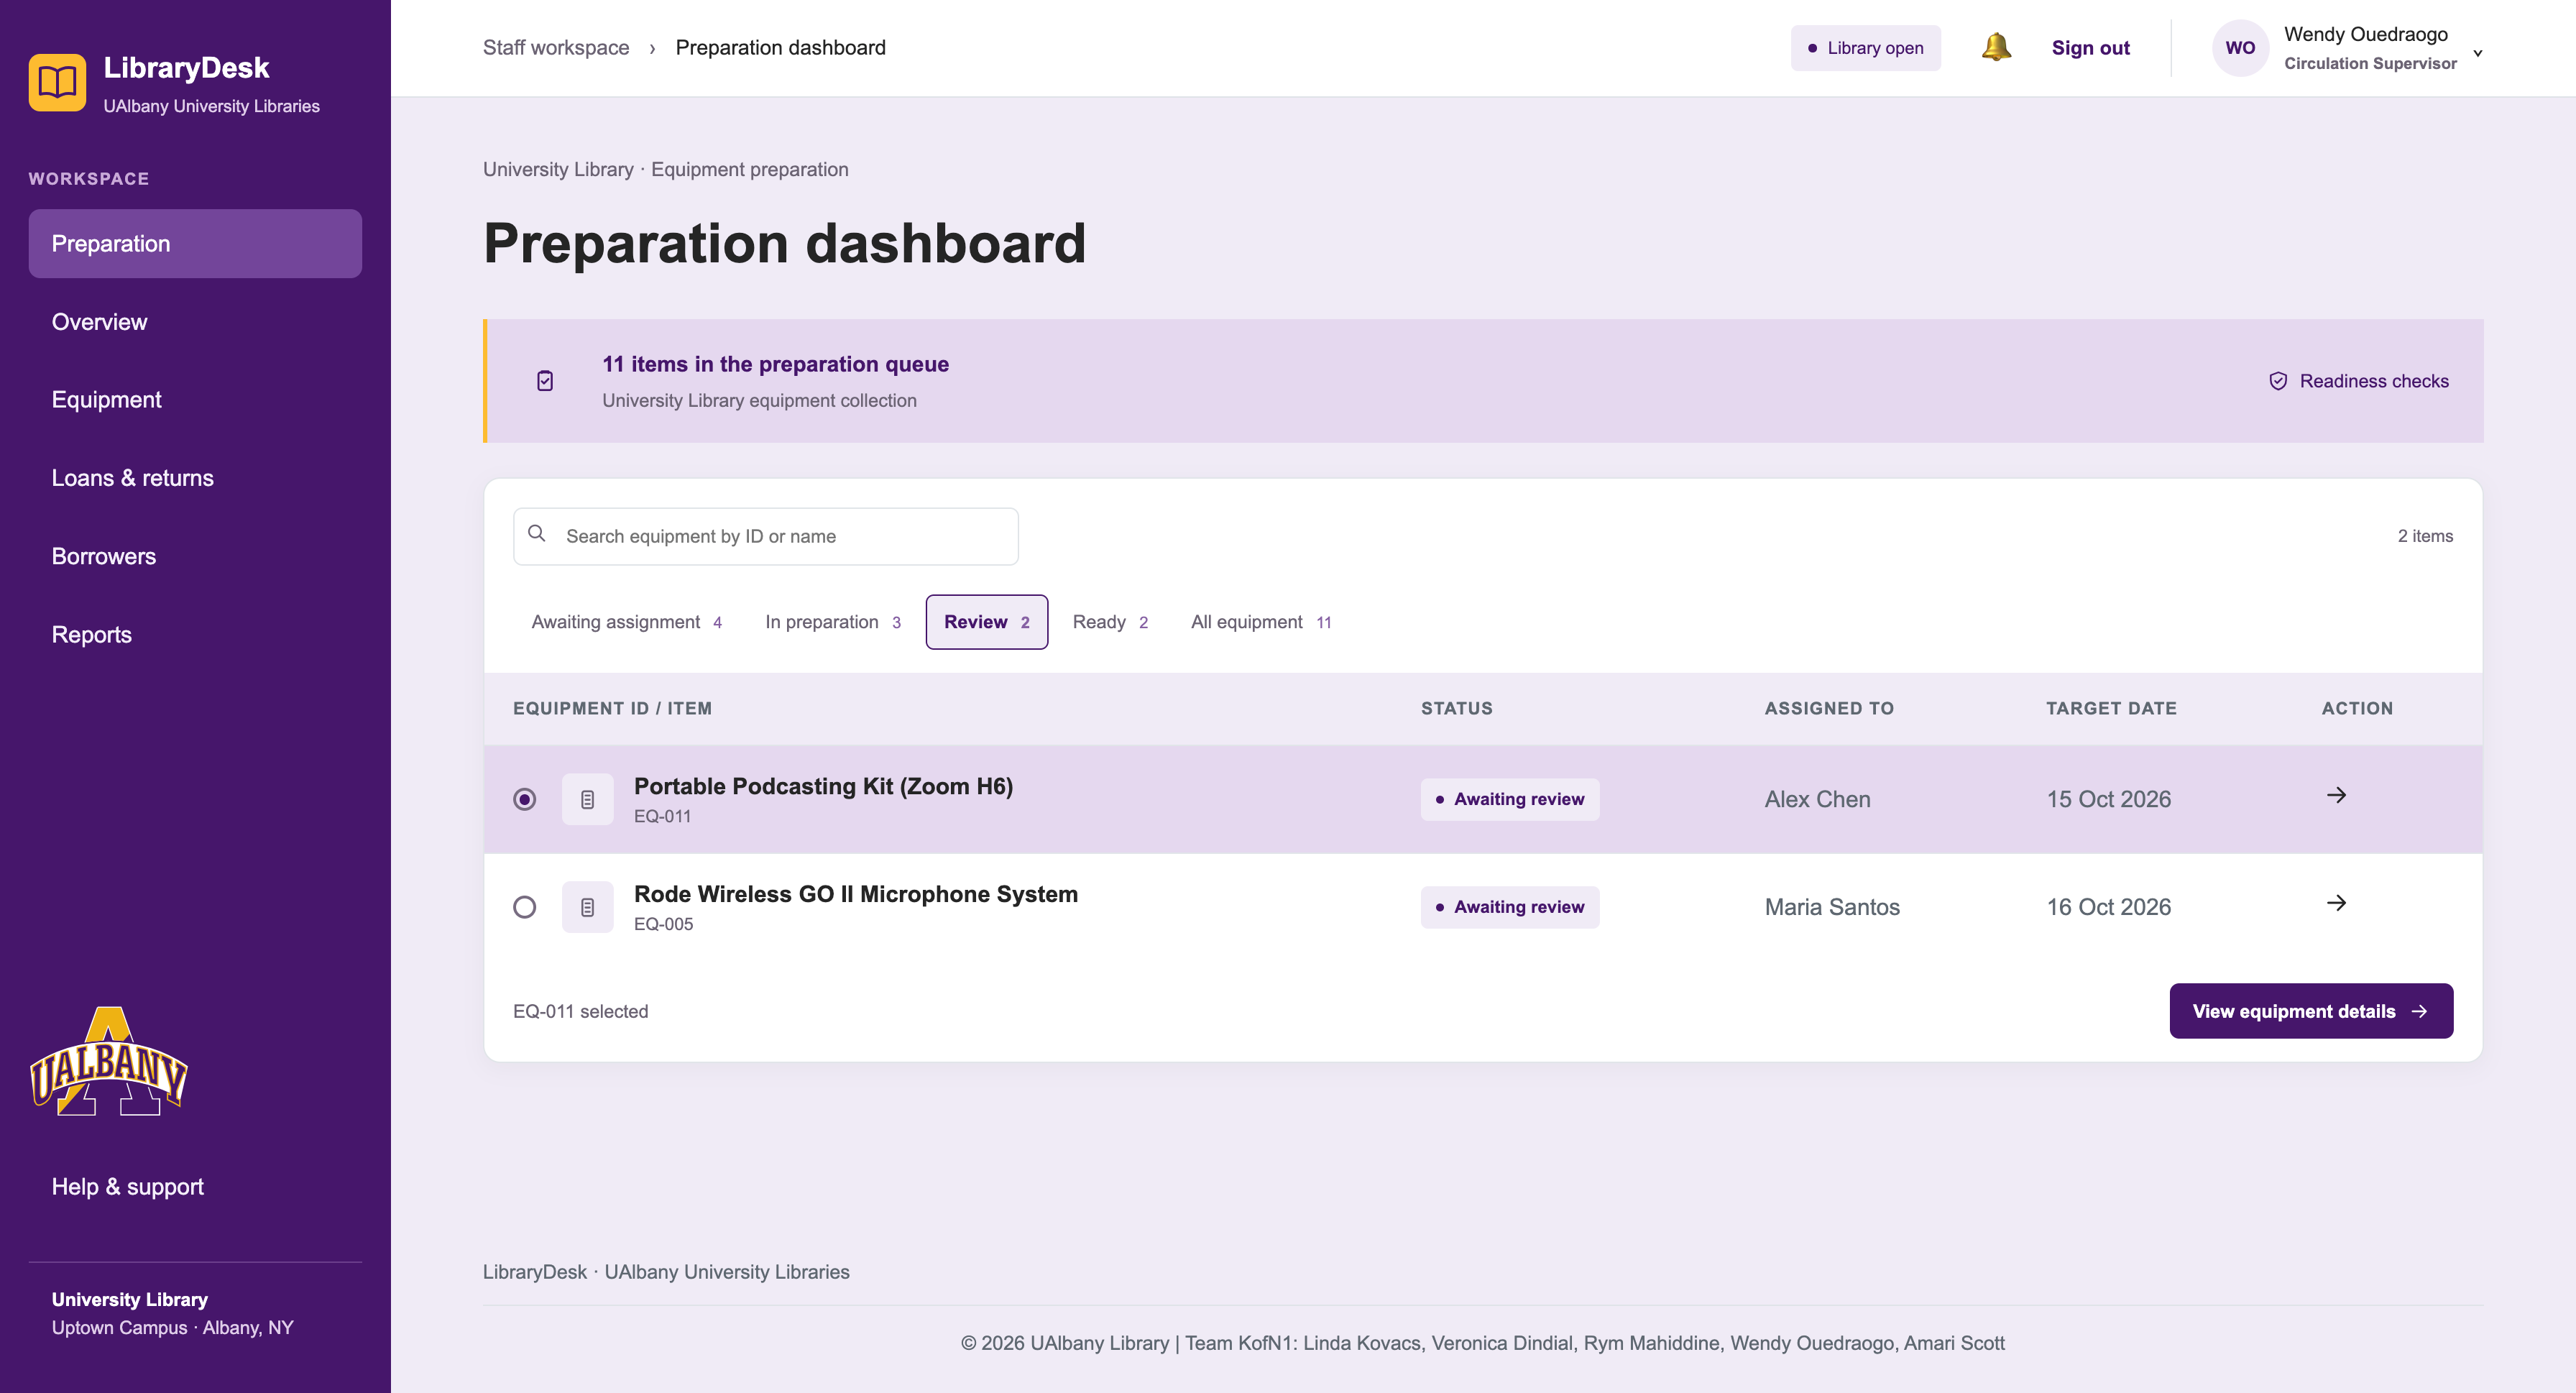 LibraryDesk
UAlbany University Libraries
WORKSPACE
Preparation
Overview
Equipment
Loans & returns
Borrowers
Reports
UALBANY
Help & support
University Library
Uptown Campus · Albany, NY
Staff workspace › Preparation dashboard
Library open
Sign out
WO
Wendy Ouedraogo
Circulation Supervisor
University Library · Equipment preparation
Preparation dashboard
11 items in the preparation queue
University Library equipment collection
Readiness checks
Search equipment by ID or name
2 items
Awaiting assignment 4 In preparation 3 Review 2 Ready 2 All equipment 11
EQUIPMENT ID / ITEM STATUS ASSIGNED TO TARGET DATE ACTION
Portable Podcasting Kit (Zoom H6)
EQ-011
Awaiting review Alex Chen 15 Oct 2026
Rode Wireless GO II Microphone System
EQ-005
Awaiting review Maria Santos 16 Oct 2026
EQ-011 selected
View equipment details
LibraryDesk · UAlbany University Libraries
© 2026 UAlbany Library | Team KofN1: Linda Kovacs, Veronica Dindial, Rym Mahiddine, Wendy Ouedraogo, Amari Scott